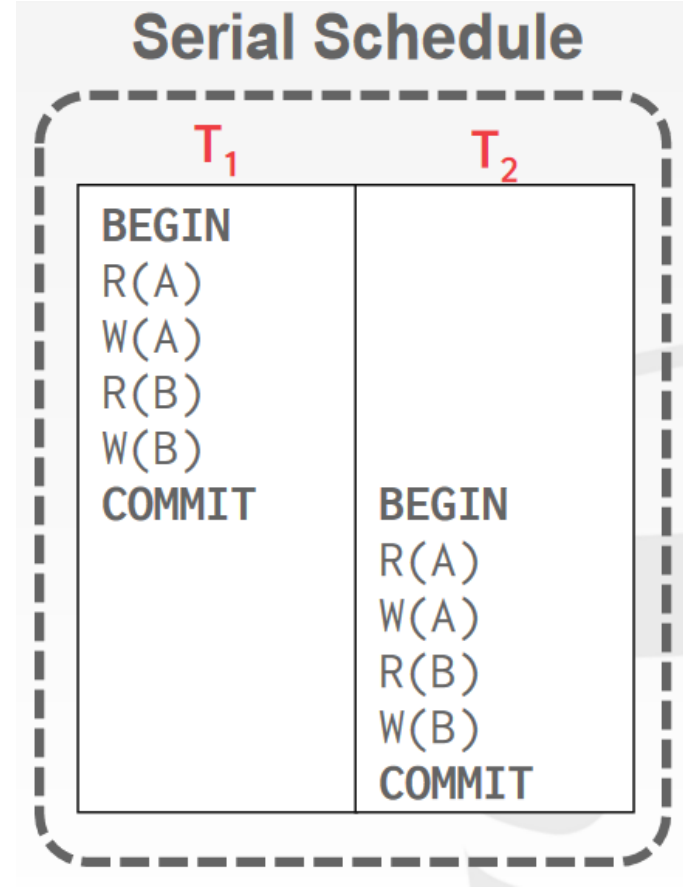 Serial Schedule
T1 T2
BEGIN
R(A)
W(A)
R(B)
W(B)
COMMIT BEGIN
R(A)
W(A)
R(B)
W(B)
COMMIT